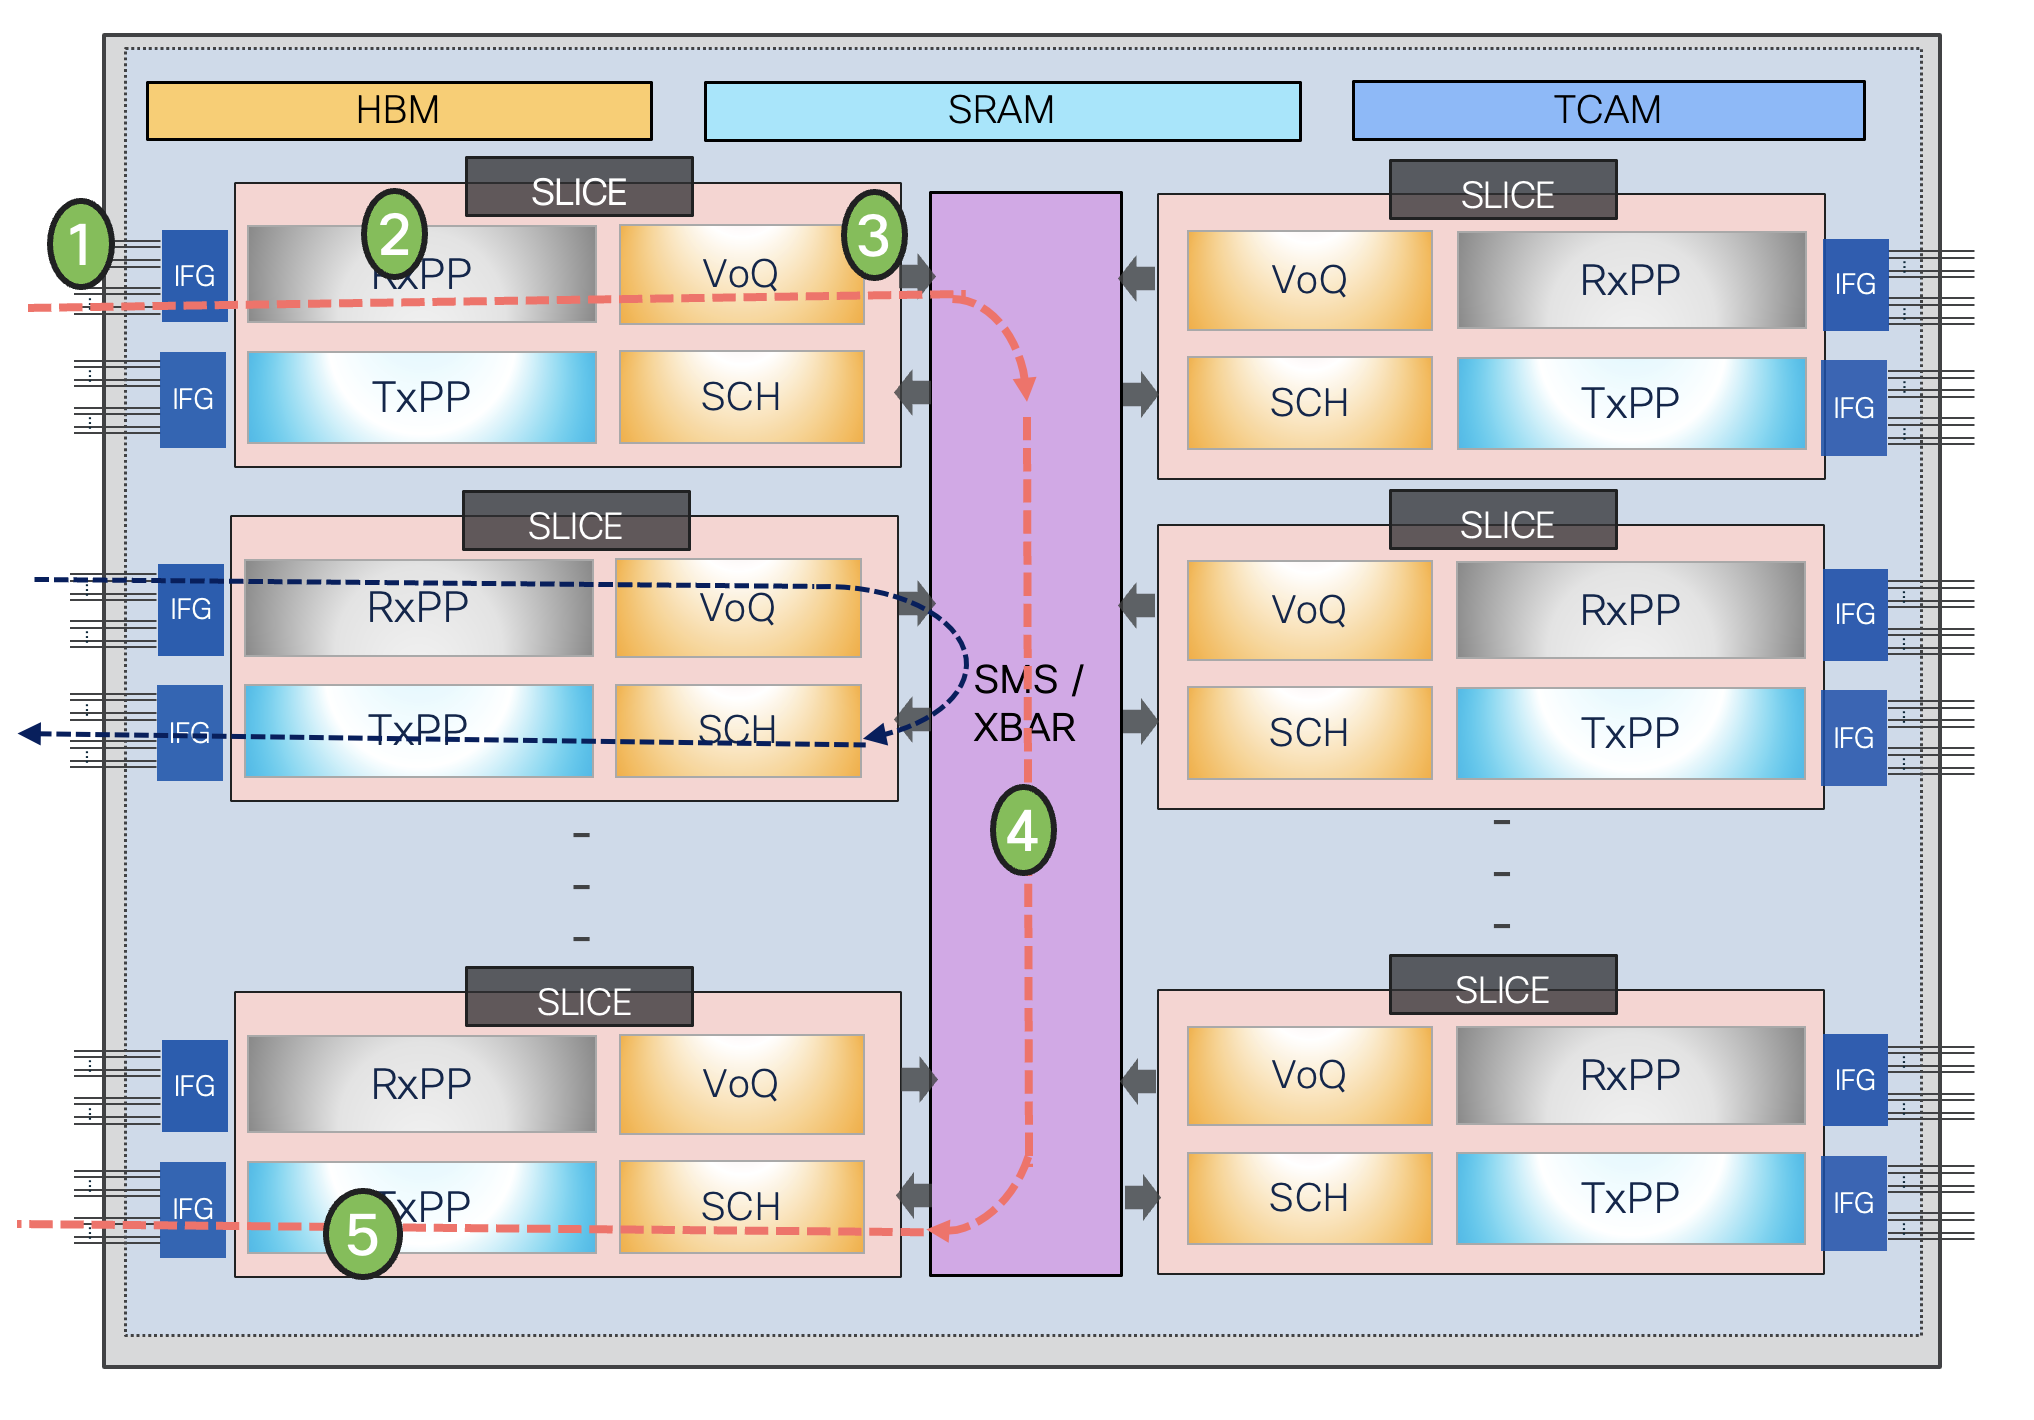 HBM
SRAM
TCAM
SLICE
SLICE
1
2
3
IFG
RxPP
VoQ
VoQ
RxPP
IFG
IFG
TxPP
SCH
SCH
TxPP
IFG
SLICE
SLICE
IFG
RxPP
VoQ
VoQ
RxPP
IFG
SMS /
XBAR
IFG
TxPP
SCH
SCH
TxPP
IFG
4
SLICE
SLICE
IFG
RxPP
VoQ
VoQ
RxPP
IFG
IFG
TxPP
SCH
SCH
TxPP
IFG
5